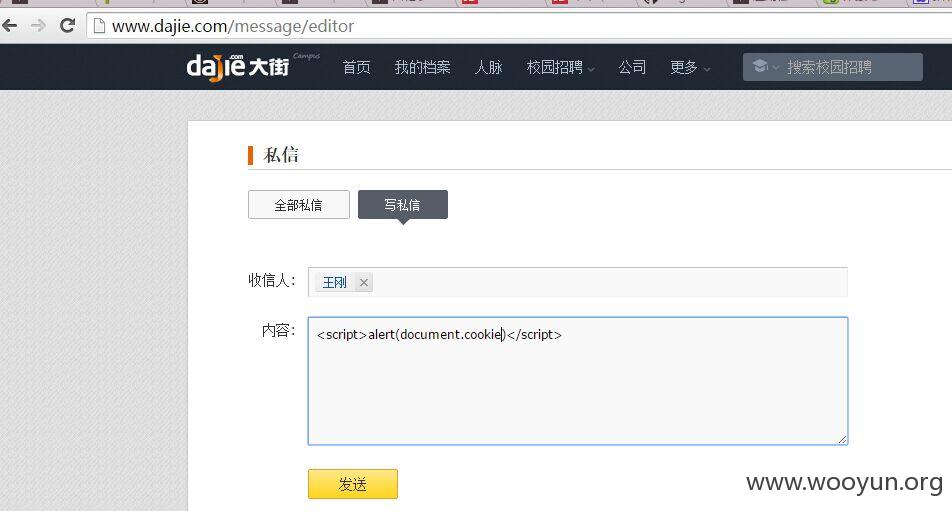 www.dajie.com/message/editor
dajie.com 大街 Campus 首页 我的档案 人脉 校园招聘 公司 更多 搜索校园招聘
私信
全部私信 写私信
收信人: 王刚 ×
内容: <script>alert(document.cookie)</script>
发送
www.wooyun.org